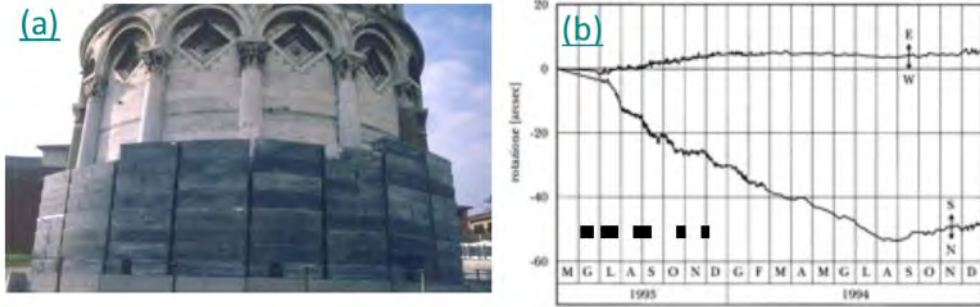 (a)
(b)
20
0
-20
-40
-60
rotazione [arcsec]
E
W
S
N
M G L A S O N D G F M A M G L A S O N D
1993 1994